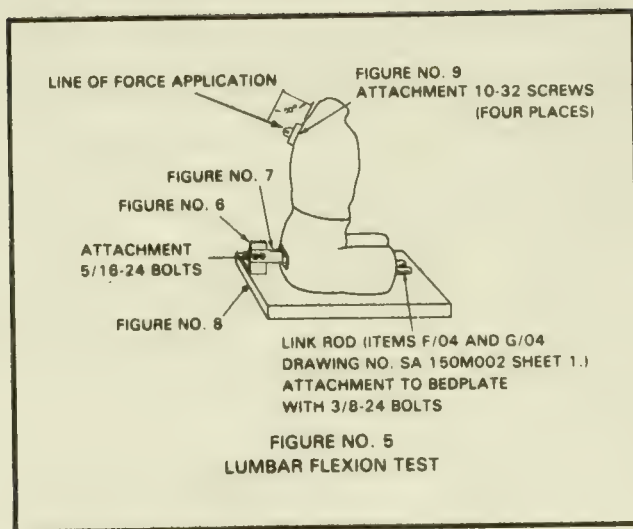 LINE OF FORCE APPLICATION
FIGURE NO. 9
ATTACHMENT 10-32 SCREWS
(FOUR PLACES)
90°
FIGURE NO. 7
FIGURE NO. 6
ATTACHMENT
5/16-24 BOLTS
FIGURE NO. 8
LINK ROD (ITEMS F/04 AND G/04
DRAWING NO. SA 150M002 SHEET 1.)
ATTACHMENT TO BEDPLATE
WITH 3/8-24 BOLTS
FIGURE NO. 5
LUMBAR FLEXION TEST